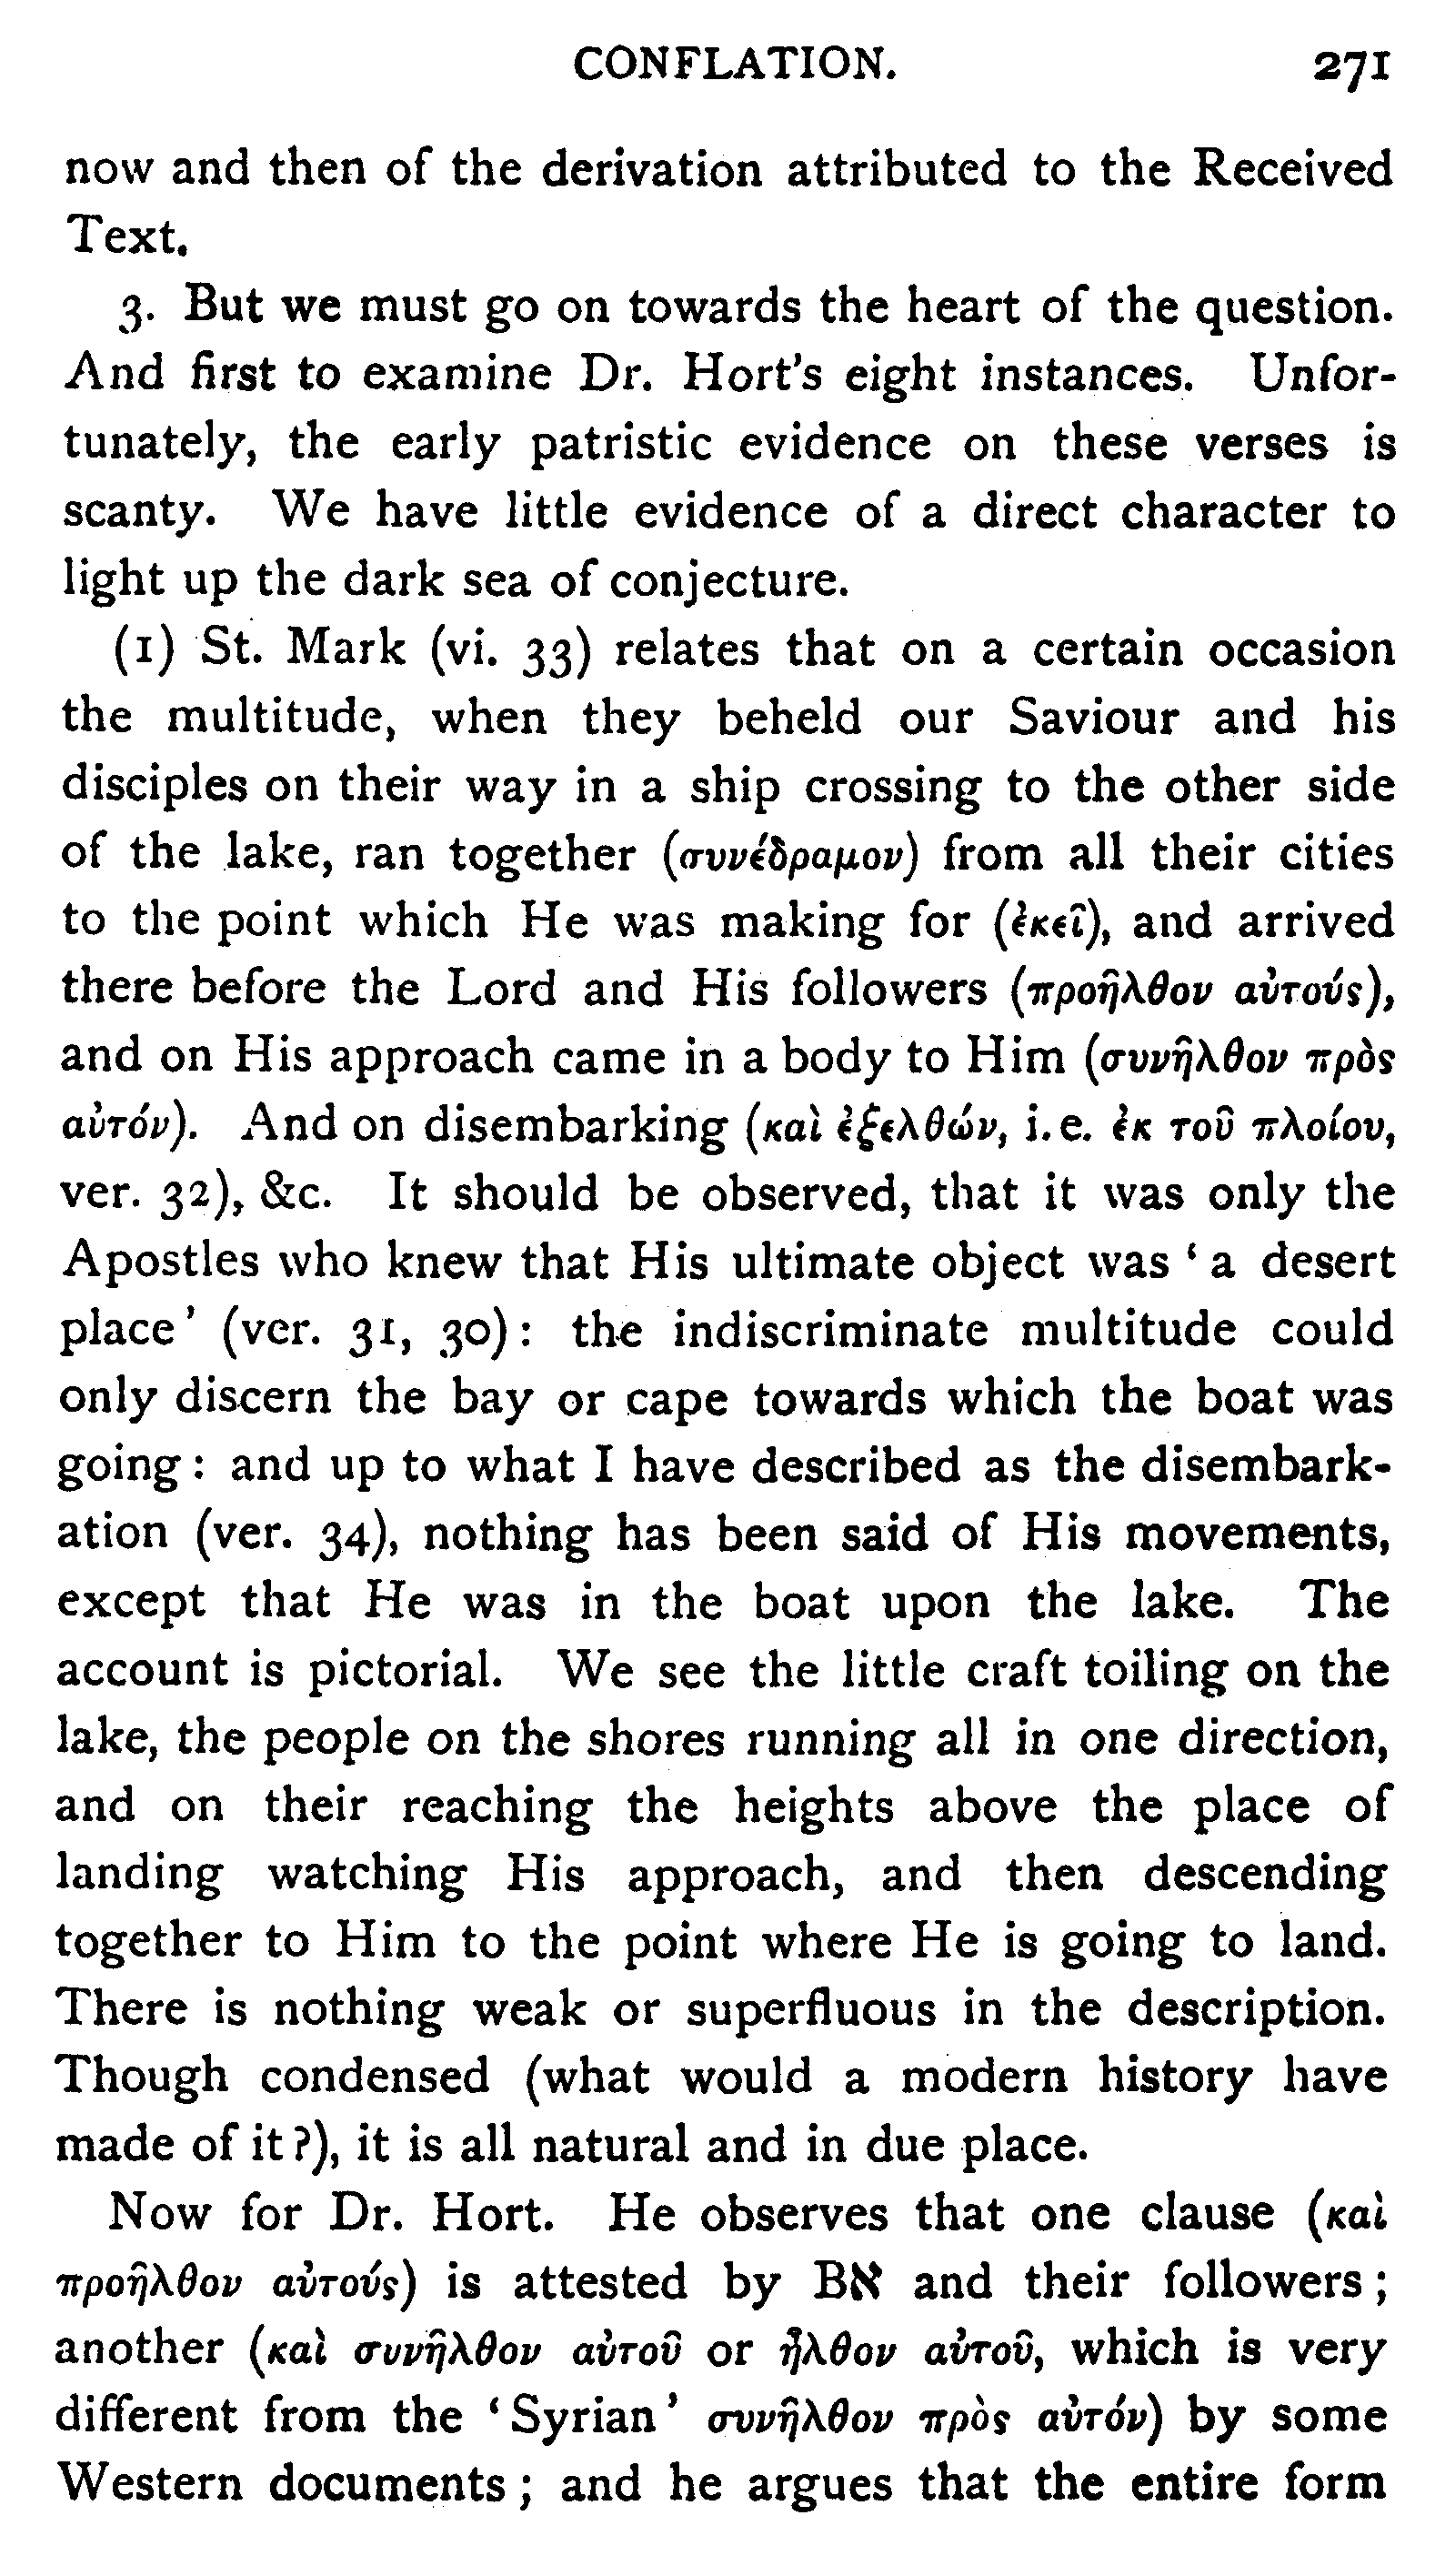 CONFLATION. 271
now and then of the derivation attributed to the Received
Text.
3. But we must go on towards the heart of the question.
And first to examine Dr. Hort's eight instances. Unfor-
tunately, the early patristic evidence on these verses is
scanty. We have little evidence of a direct character to
light up the dark sea of conjecture.
(1) St. Mark (vi. 33) relates that on a certain occasion
the multitude, when they beheld our Saviour and his
disciples on their way in a ship crossing to the other side
of the lake, ran together (συνέδραμον) from all their cities
to the point which He was making for (ἐκεῖ), and arrived
there before the Lord and His followers (προῆλθον αὐτούς),
and on His approach came in a body to Him (συνῆλθον πρὸς
αὐτόν). And on disembarking (καὶ ἐξελθών, i. e. ἐκ τοῦ πλοίου,
ver. 32), &c. It should be observed, that it was only the
Apostles who knew that His ultimate object was ‘ a desert
place ’ (ver. 31, 30): the indiscriminate multitude could
only discern the bay or cape towards which the boat was
going: and up to what I have described as the disembark-
ation (ver. 34), nothing has been said of His movements,
except that He was in the boat upon the lake. The
account is pictorial. We see the little craft toiling on the
lake, the people on the shores running all in one direction,
and on their reaching the heights above the place of
landing watching His approach, and then descending
together to Him to the point where He is going to land.
There is nothing weak or superfluous in the description.
Though condensed (what would a modern history have
made of it?), it is all natural and in due place.
Now for Dr. Hort. He observes that one clause (καὶ
προῆλθον αὐτούς) is attested by Bא and their followers;
another (καὶ συνῆλθον αὐτοῦ or ἦλθον αὐτοῦ, which is very
different from the ‘ Syrian ’ συνῆλθον πρὸς αὐτόν) by some
Western documents; and he argues that the entire form